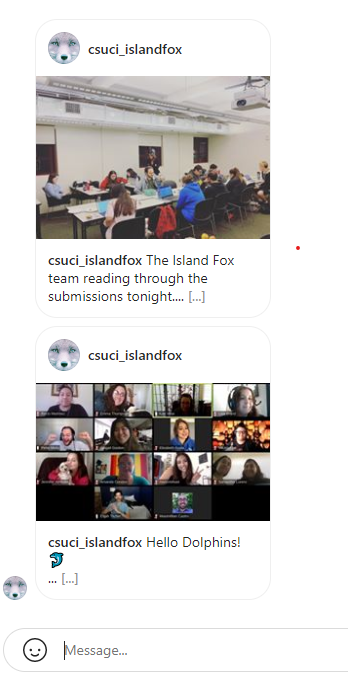 csuci_islandfox
csuci_islandfox The Island Fox
team reading through the
submissions tonight.... [...]
csuci_islandfox
csuci_islandfox Hello Dolphins!
🐬
... [...]
Message...